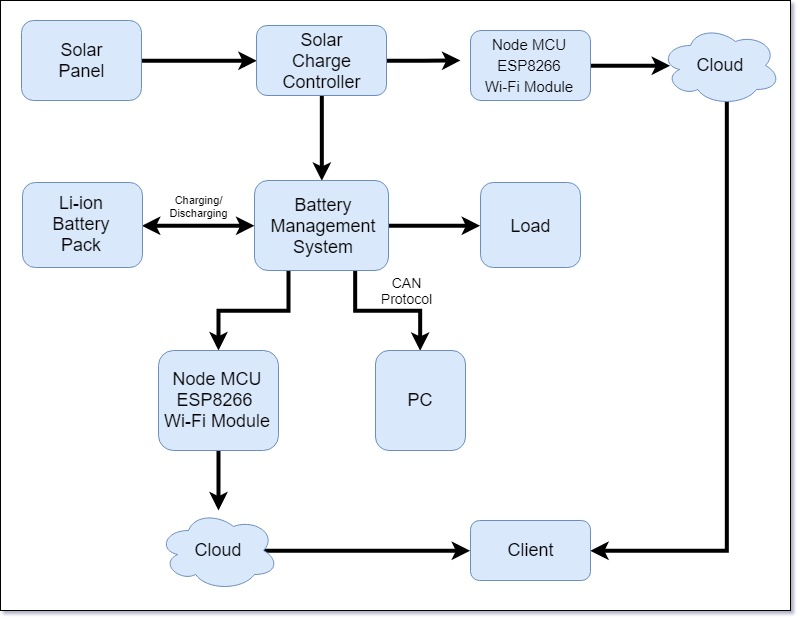 Solar
Panel
Solar
Charge
Controller
Node MCU
ESP8266
Wi-Fi Module
Cloud
Li-ion
Battery
Pack
Charging/
Discharging
Battery
Management
System
Load
CAN
Protocol
Node MCU
ESP8266
Wi-Fi Module
PC
Cloud
Client